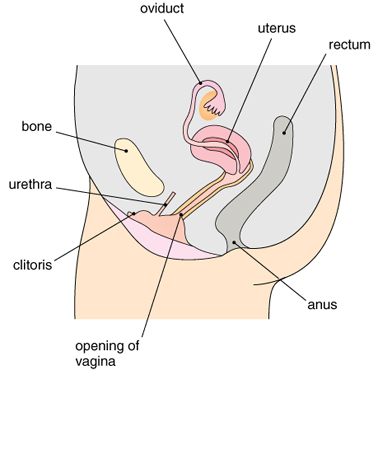 oviduct
uterus
rectum
bone
urethra
clitoris
anus
opening of
vagina